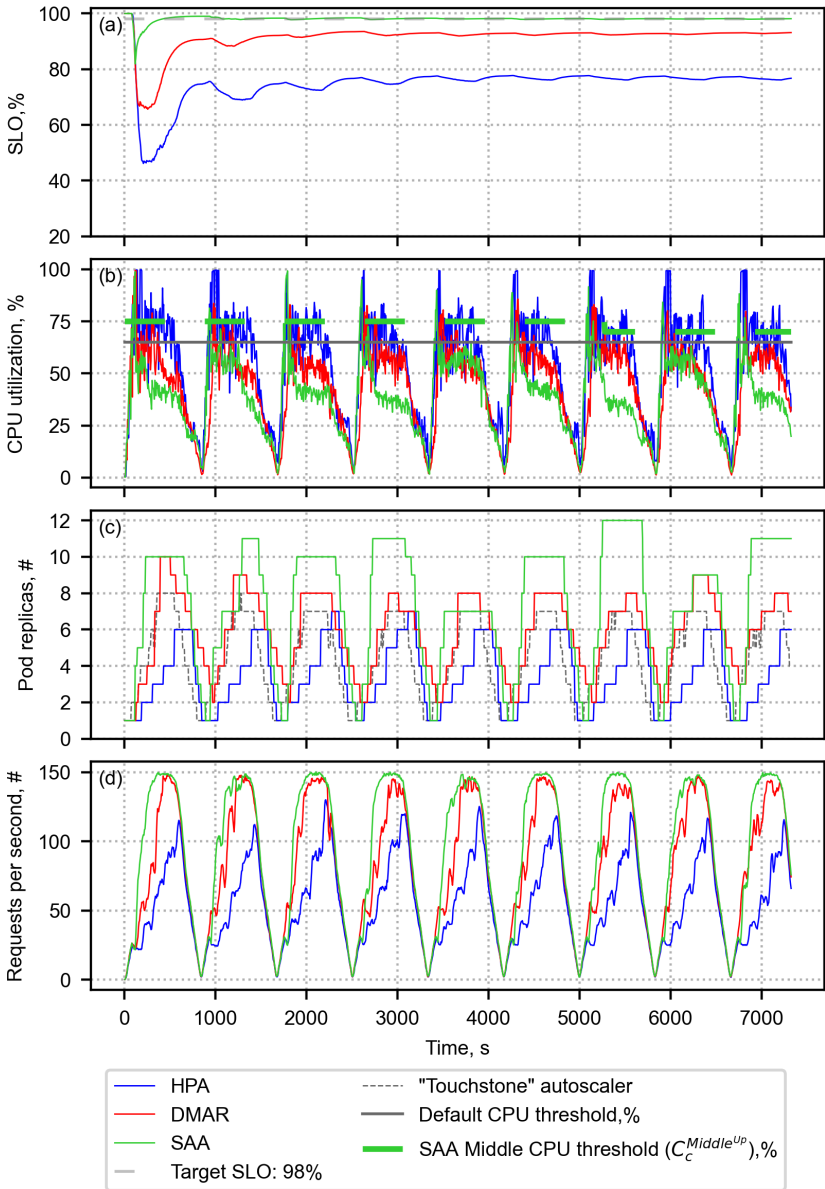 (a)
100
80
60
40
20
SLO,%
(b)
100
75
50
25
0
CPU utilization, %
(c)
12
10
8
6
4
2
0
Pod replicas, #
(d)
150
100
50
0
Requests per second, #
0 1000 2000 3000 4000 5000 6000 7000
Time, s
HPA
DMAR
SAA
Target SLO: 98%
"Touchstone" autoscaler
Default CPU threshold,%
SAA Middle CPU threshold (C_c^{Middle^{Up}}),%